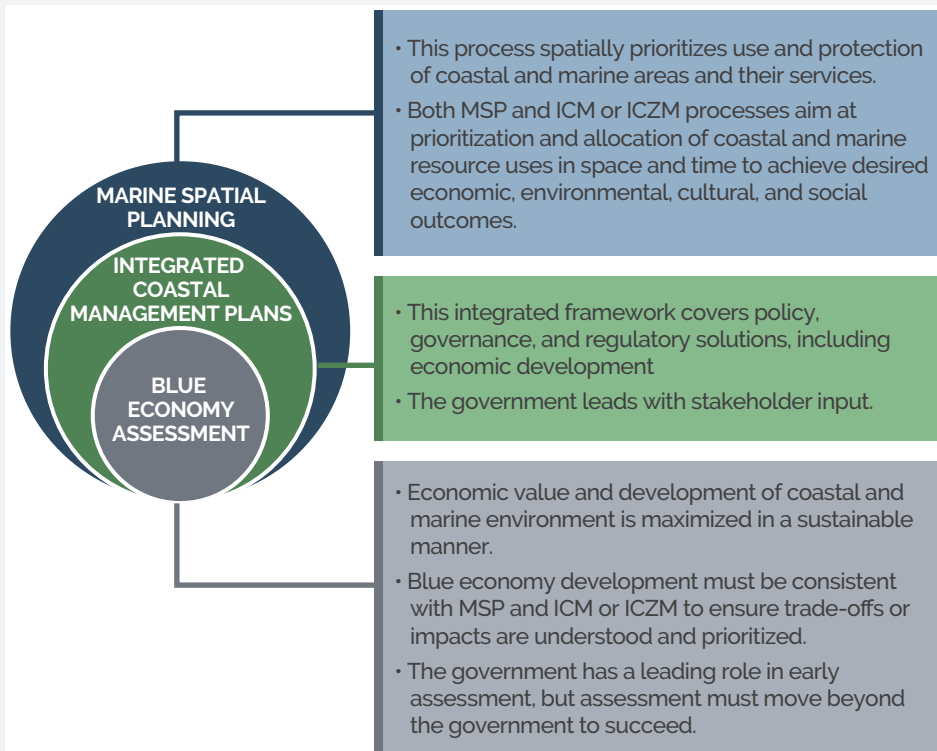 MARINE SPATIAL
PLANNING
INTEGRATED
COASTAL
MANAGEMENT PLANS
BLUE
ECONOMY
ASSESSMENT
• This process spatially prioritizes use and protection
of coastal and marine areas and their services.
• Both MSP and ICM or ICZM processes aim at
prioritization and allocation of coastal and marine
resource uses in space and time to achieve desired
economic, environmental, cultural, and social
outcomes.
• This integrated framework covers policy,
governance, and regulatory solutions, including
economic development
• The government leads with stakeholder input.
• Economic value and development of coastal and
marine environment is maximized in a sustainable
manner.
• Blue economy development must be consistent
with MSP and ICM or ICZM to ensure trade-offs or
impacts are understood and prioritized.
• The government has a leading role in early
assessment, but assessment must move beyond
the government to succeed.